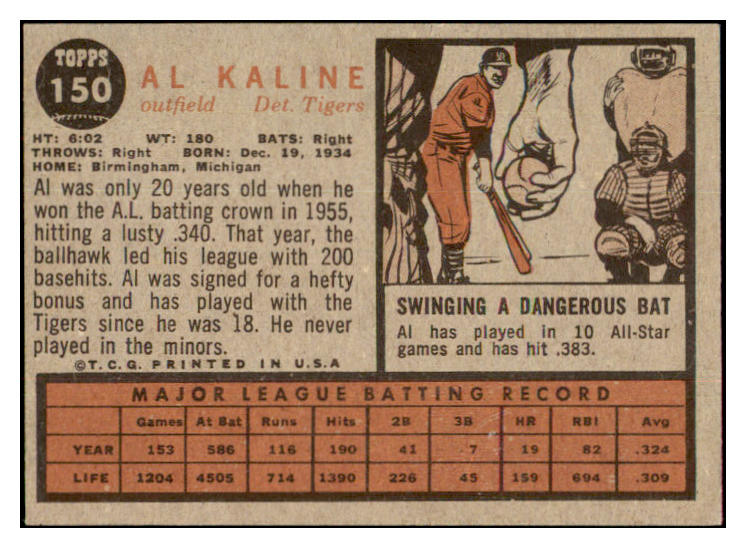 TOPPS
150
AL KALINE
outfield Det. Tigers
HT: 6:02 WT: 180 BATS: Right
THROWS: Right BORN: Dec. 19, 1934
HOME: Birmingham, Michigan
Al was only 20 years old when he
won the A.L. batting crown in 1955,
hitting a lusty .340. That year, the
ballhawk led his league with 200
basehits. Al was signed for a hefty
bonus and has played with the
Tigers since he was 18. He never
played in the minors.
©T.C.G. PRINTED IN U.S.A
SWINGING A DANGEROUS BAT
Al has played in 10 All-Star
games and has hit .383.
MAJOR LEAGUE BATTING RECORD
Games At Bat Runs Hits 2B 3B HR RBI Avg
YEAR 153 586 116 190 41 7 19 82 .324
LIFE 1204 4505 714 1390 226 45 159 694 .309